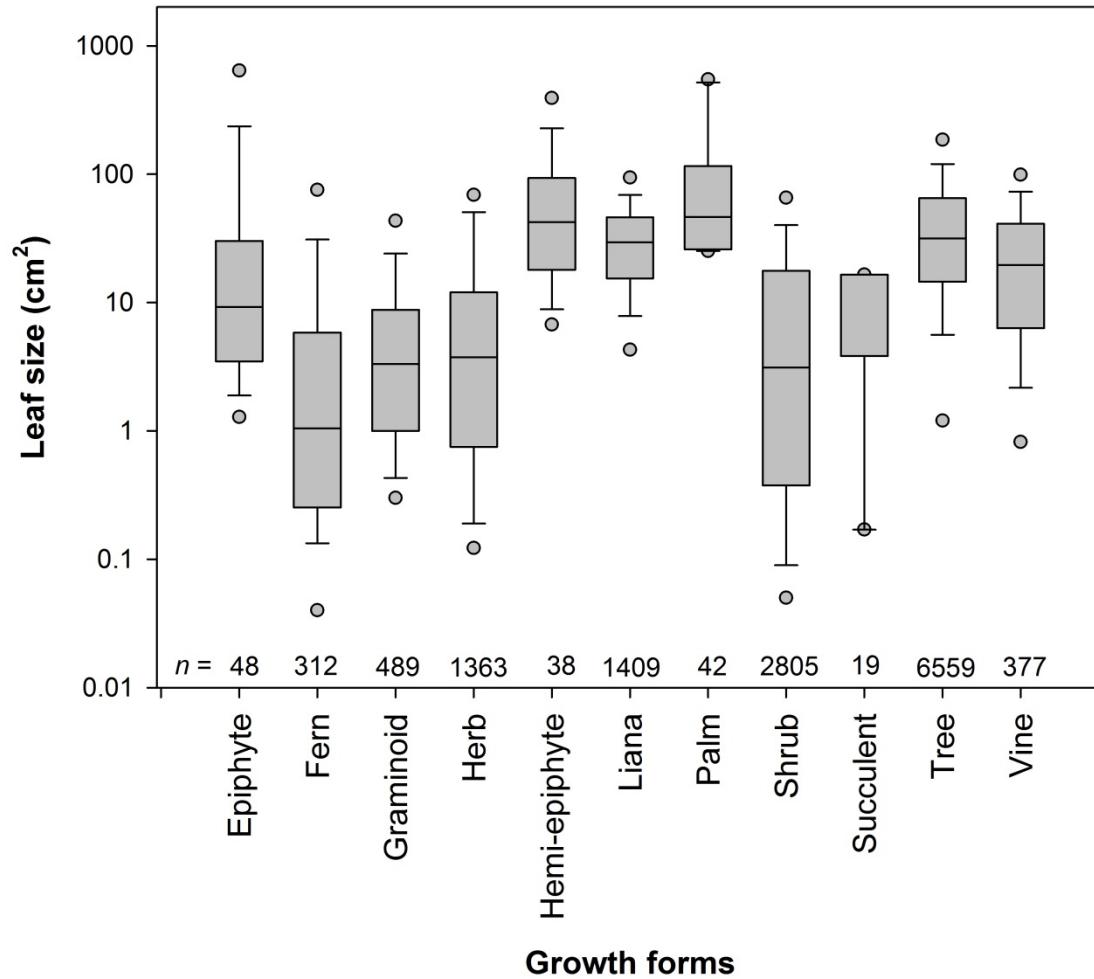 1000
100
10
1
0.1
0.01
Leaf size (cm²)
n = 48 312 489 1363 38 1409 42 2805 19 6559 377
Epiphyte
Fern
Graminoid
Herb
Hemi-epiphyte
Liana
Palm
Shrub
Succulent
Tree
Vine
Growth forms